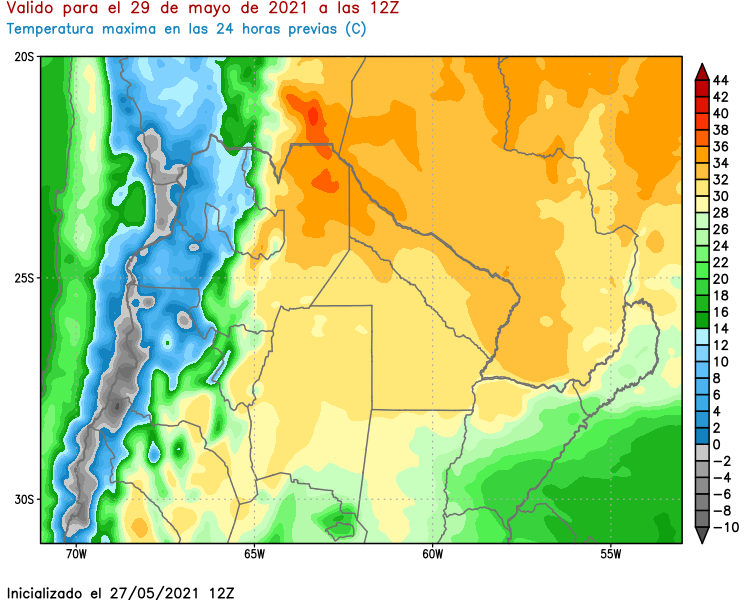 Valido para el 29 de mayo de 2021 a las 12Z
Temperatura maxima en las 24 horas previas (C)
20S
25S
30S
70W
65W
60W
55W
44
42
40
38
36
34
32
30
28
26
24
22
20
18
16
14
12
10
8
6
4
2
0
-2
-4
-6
-8
-10
Inicializado el 27/05/2021 12Z